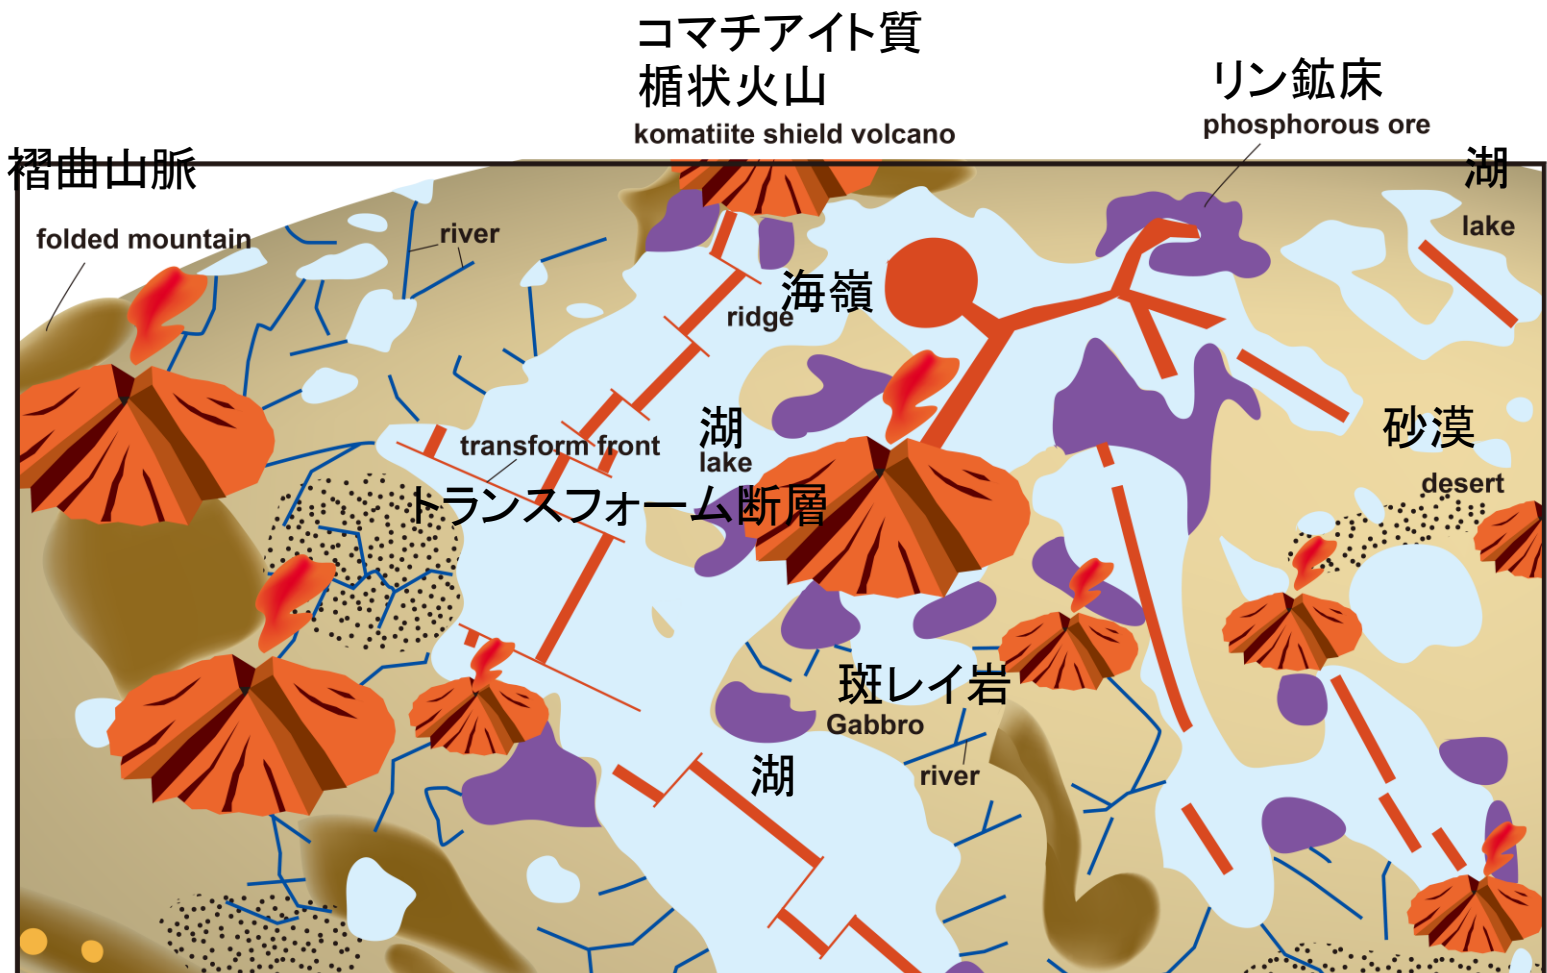 コマチアイト質
楯状火山
komatiite shield volcano
リン鉱床
phosphorous ore
褶曲山脈
folded mountain
river
湖
lake
海嶺
ridge
湖
lake
transform front
トランスフォーム断層
砂漠
desert
斑レイ岩
Gabbro
river
湖